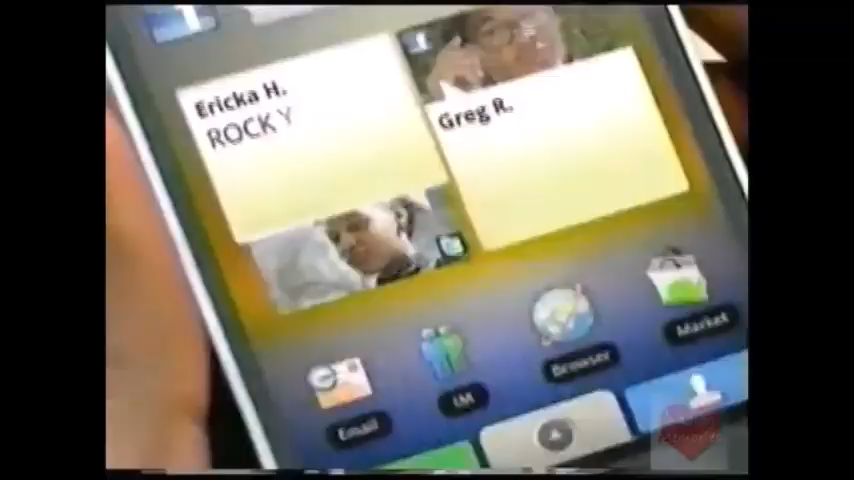 Ericka H.
ROCK Y
Greg R.
Email
IM
Browser
Market